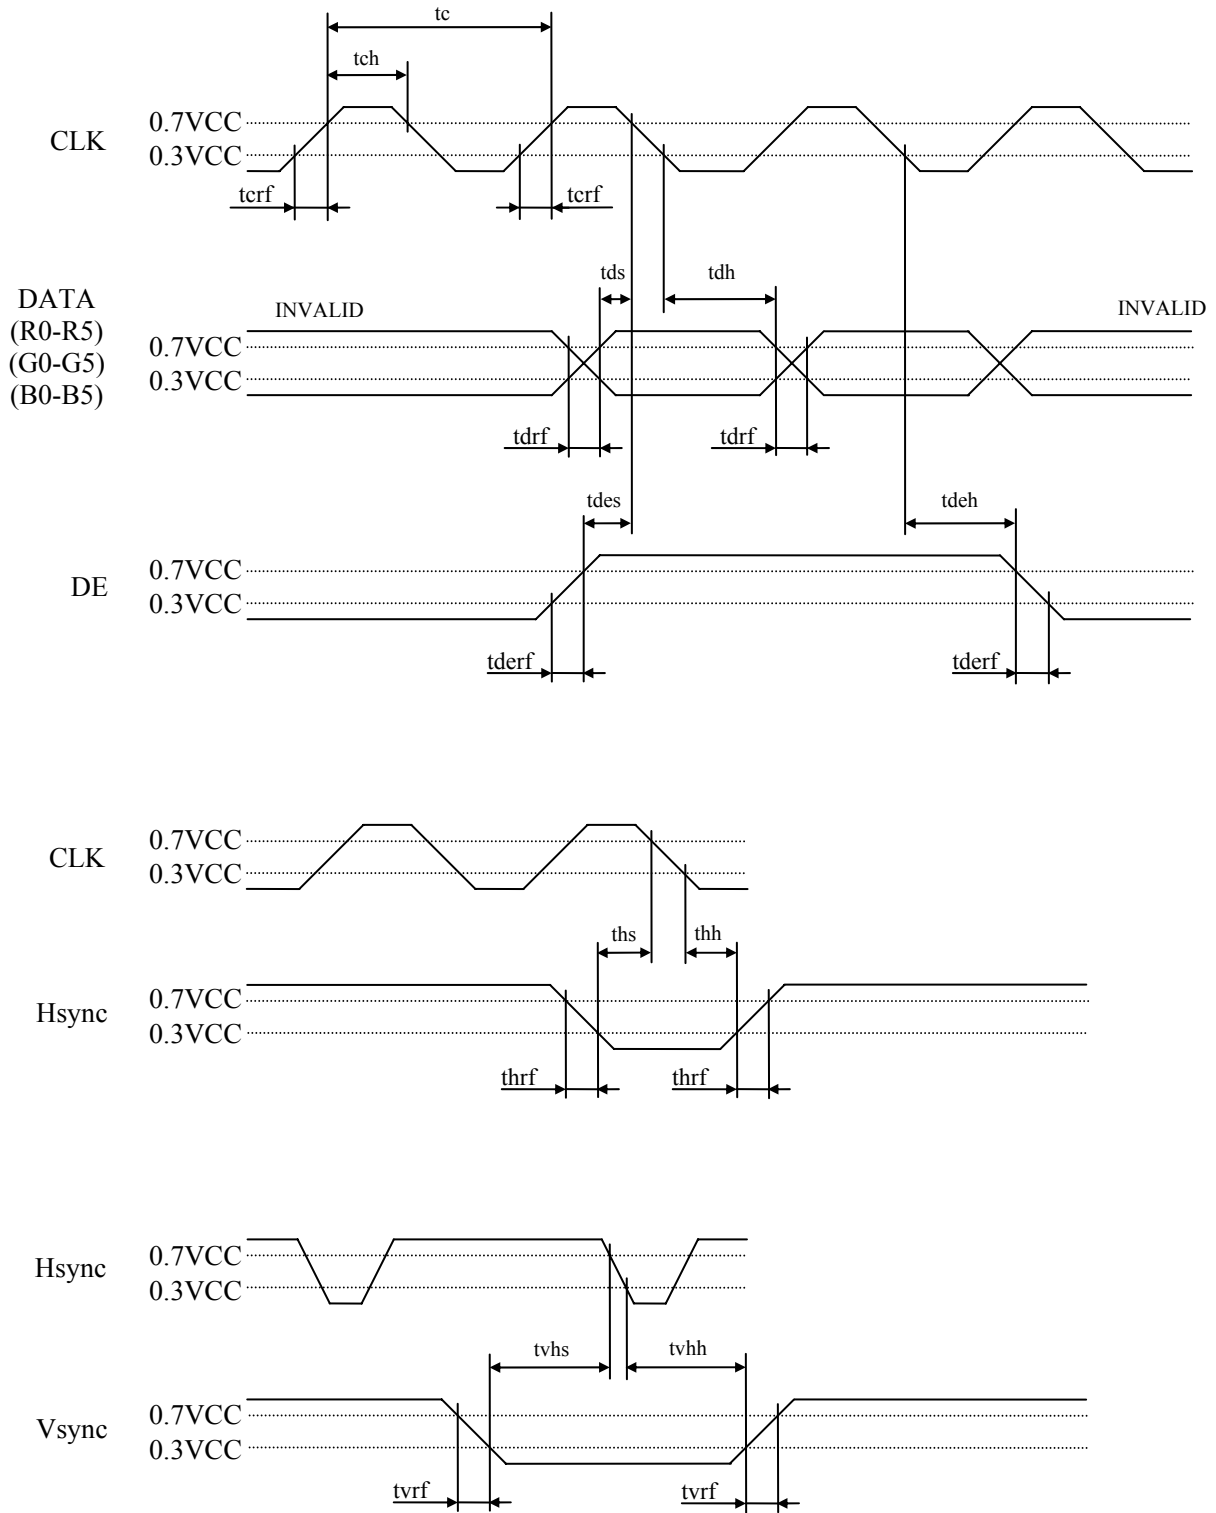 tc
tch
CLK
0.7VCC
0.3VCC
tcrf
tcrf
tds
tdh
DATA
(R0-R5)
(G0-G5)
(B0-B5)
INVALID
INVALID
0.7VCC
0.3VCC
tdrf
tdrf
tdes
tdeh
DE
0.7VCC
0.3VCC
tderf
tderf
CLK
0.7VCC
0.3VCC
ths
thh
Hsync
0.7VCC
0.3VCC
thrf
thrf
Hsync
0.7VCC
0.3VCC
tvhs
tvhh
Vsync
0.7VCC
0.3VCC
tvrf
tvrf